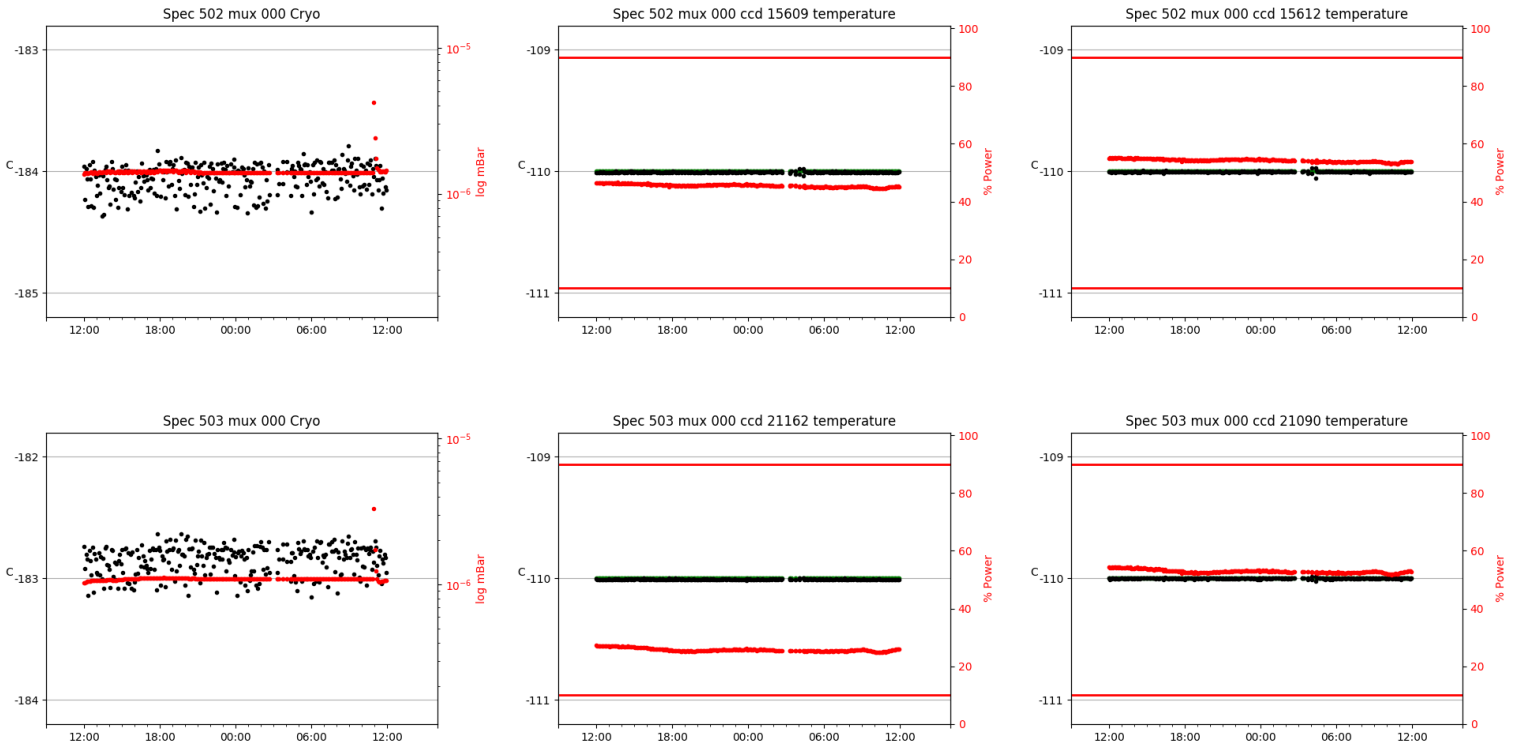 Spec 502 mux 000 Cryo
-183
-184
-185
C
10⁻⁵
10⁻⁶
log mBar
12:00 18:00 00:00 06:00 12:00
Spec 502 mux 000 ccd 15609 temperature
-109
-110
-111
C
100
80
60
40
20
0
% Power
12:00 18:00 00:00 06:00 12:00
Spec 502 mux 000 ccd 15612 temperature
-109
-110
-111
C
100
80
60
40
20
0
% Power
12:00 18:00 00:00 06:00 12:00
Spec 503 mux 000 Cryo
-182
-183
-184
C
10⁻⁵
10⁻⁶
log mBar
12:00 18:00 00:00 06:00 12:00
Spec 503 mux 000 ccd 21162 temperature
-109
-110
-111
C
100
80
60
40
20
0
% Power
12:00 18:00 00:00 06:00 12:00
Spec 503 mux 000 ccd 21090 temperature
-109
-110
-111
C
100
80
60
40
20
0
% Power
12:00 18:00 00:00 06:00 12:00